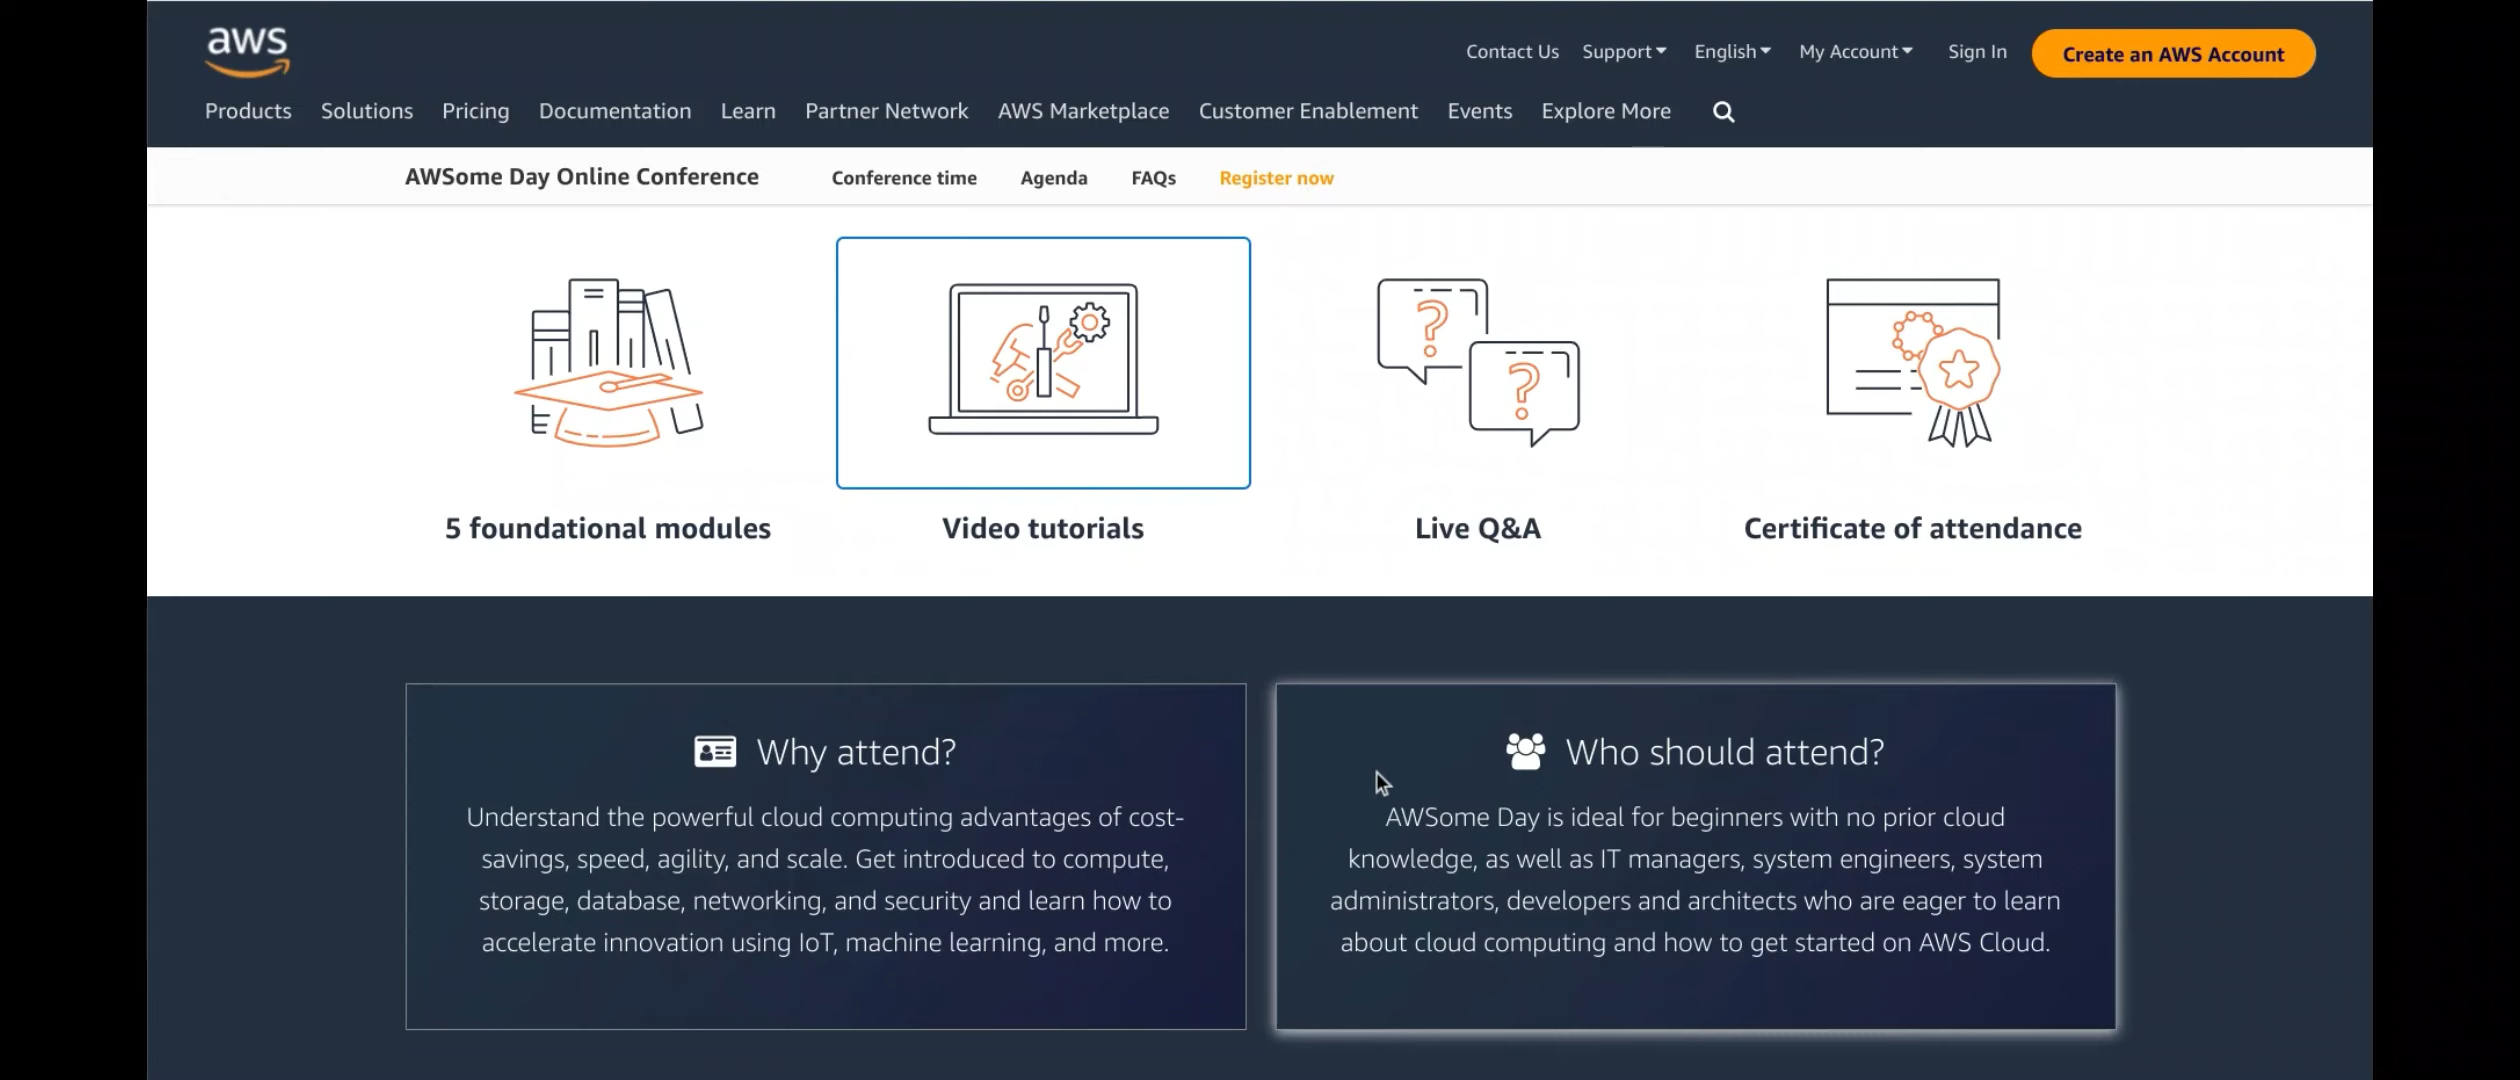 aws
Contact Us Support English My Account Sign In Create an AWS Account
Products Solutions Pricing Documentation Learn Partner Network AWS Marketplace Customer Enablement Events Explore More
AWSome Day Online Conference Conference time Agenda FAQs Register now
? ?
5 foundational modules Video tutorials Live Q&A Certificate of attendance
Why attend?
Understand the powerful cloud computing advantages of cost-
savings, speed, agility, and scale. Get introduced to compute,
storage, database, networking, and security and learn how to
accelerate innovation using IoT, machine learning, and more.
Who should attend?
AWSome Day is ideal for beginners with no prior cloud
knowledge, as well as IT managers, system engineers, system
administrators, developers and architects who are eager to learn
about cloud computing and how to get started on AWS Cloud.